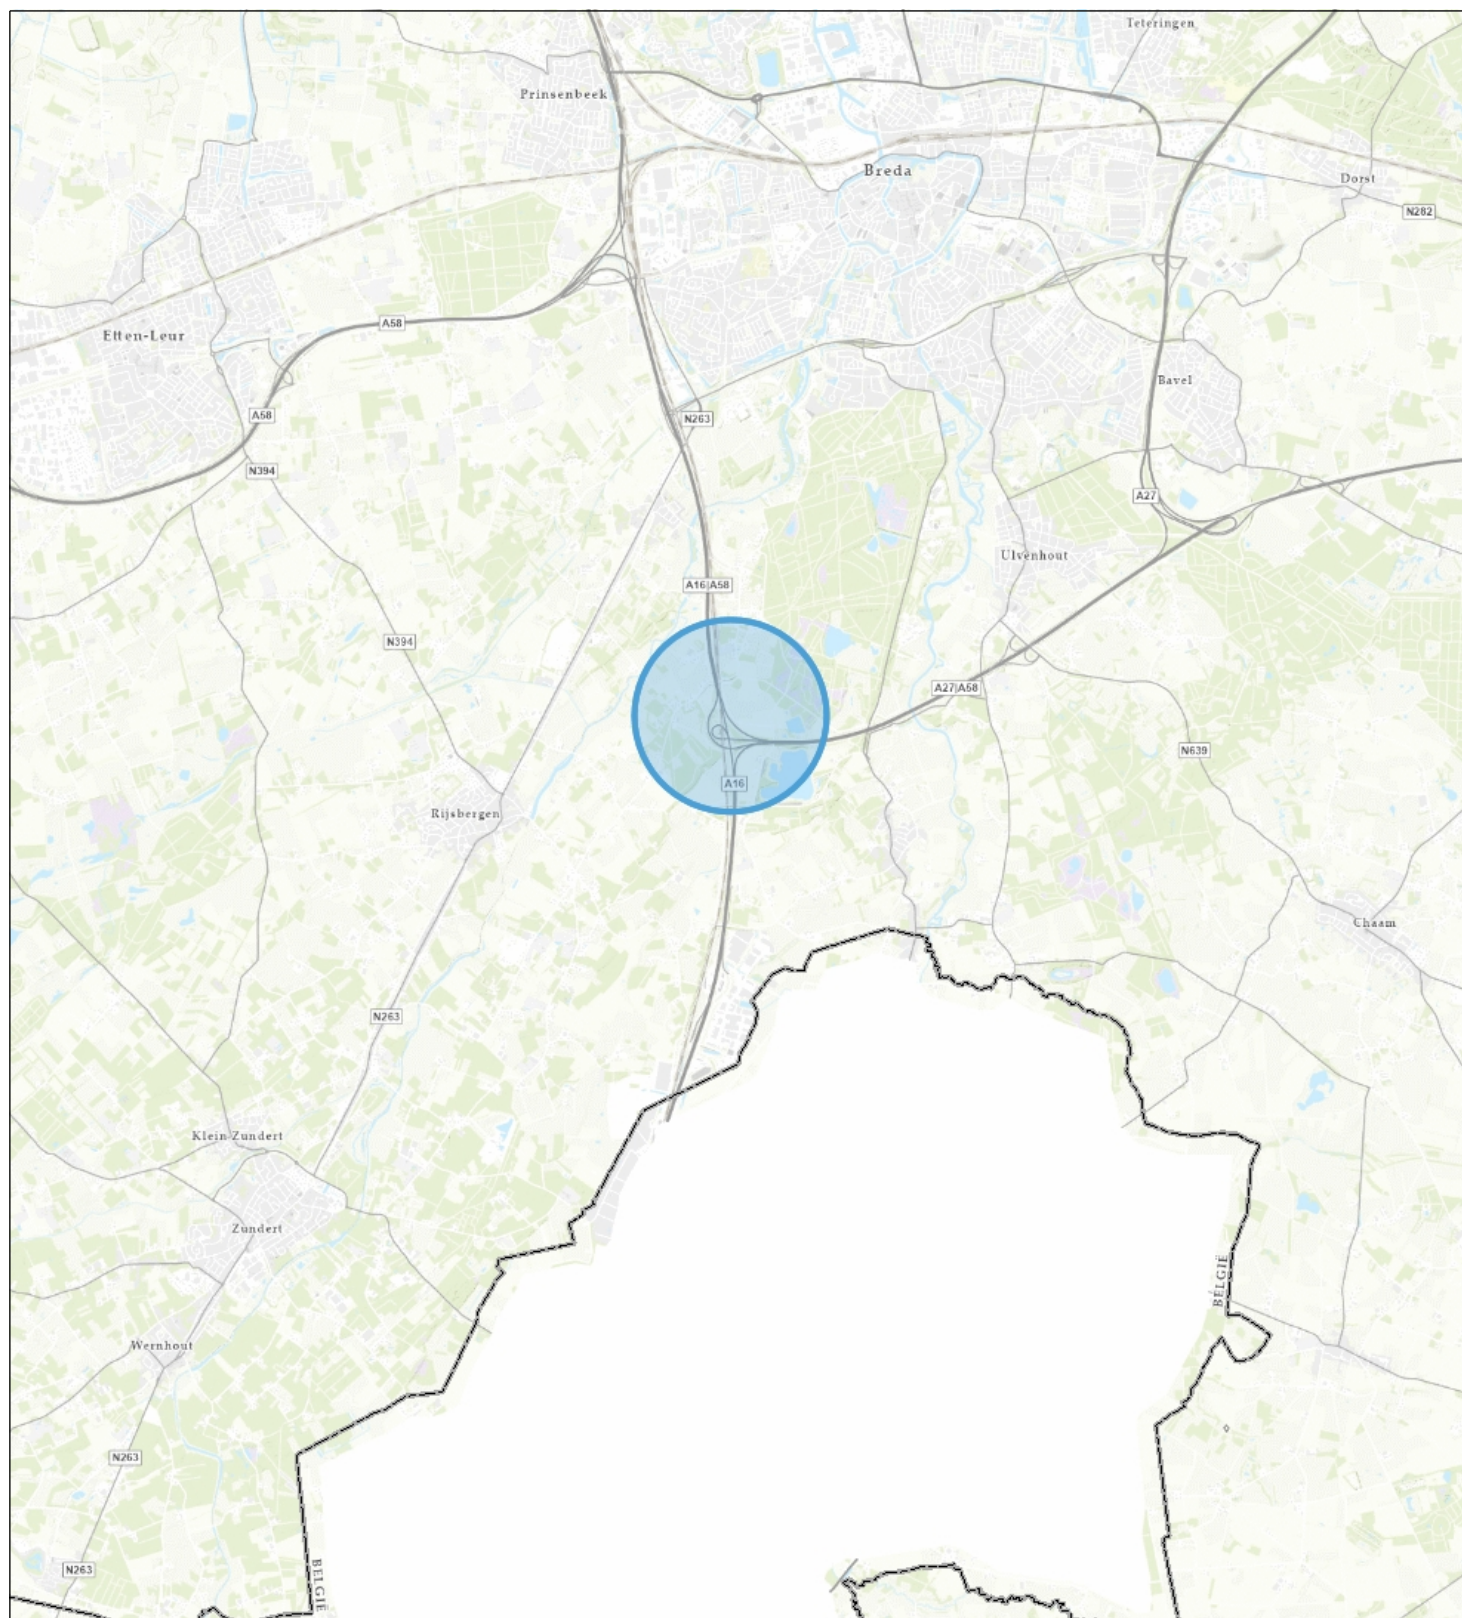 Teteringen
Prinsenbeek
Breda
Dorst
N282
A58
Etten-Leur
Bavel
A58
N263
N394
A27
Ulvenhout
A16|A58
N394
A27|A58
N639
A16
Rijsbergen
Chaam
N263
Klein Zundert
Zundert
BELGIË
Wernhout
N263
N263
BELGIË